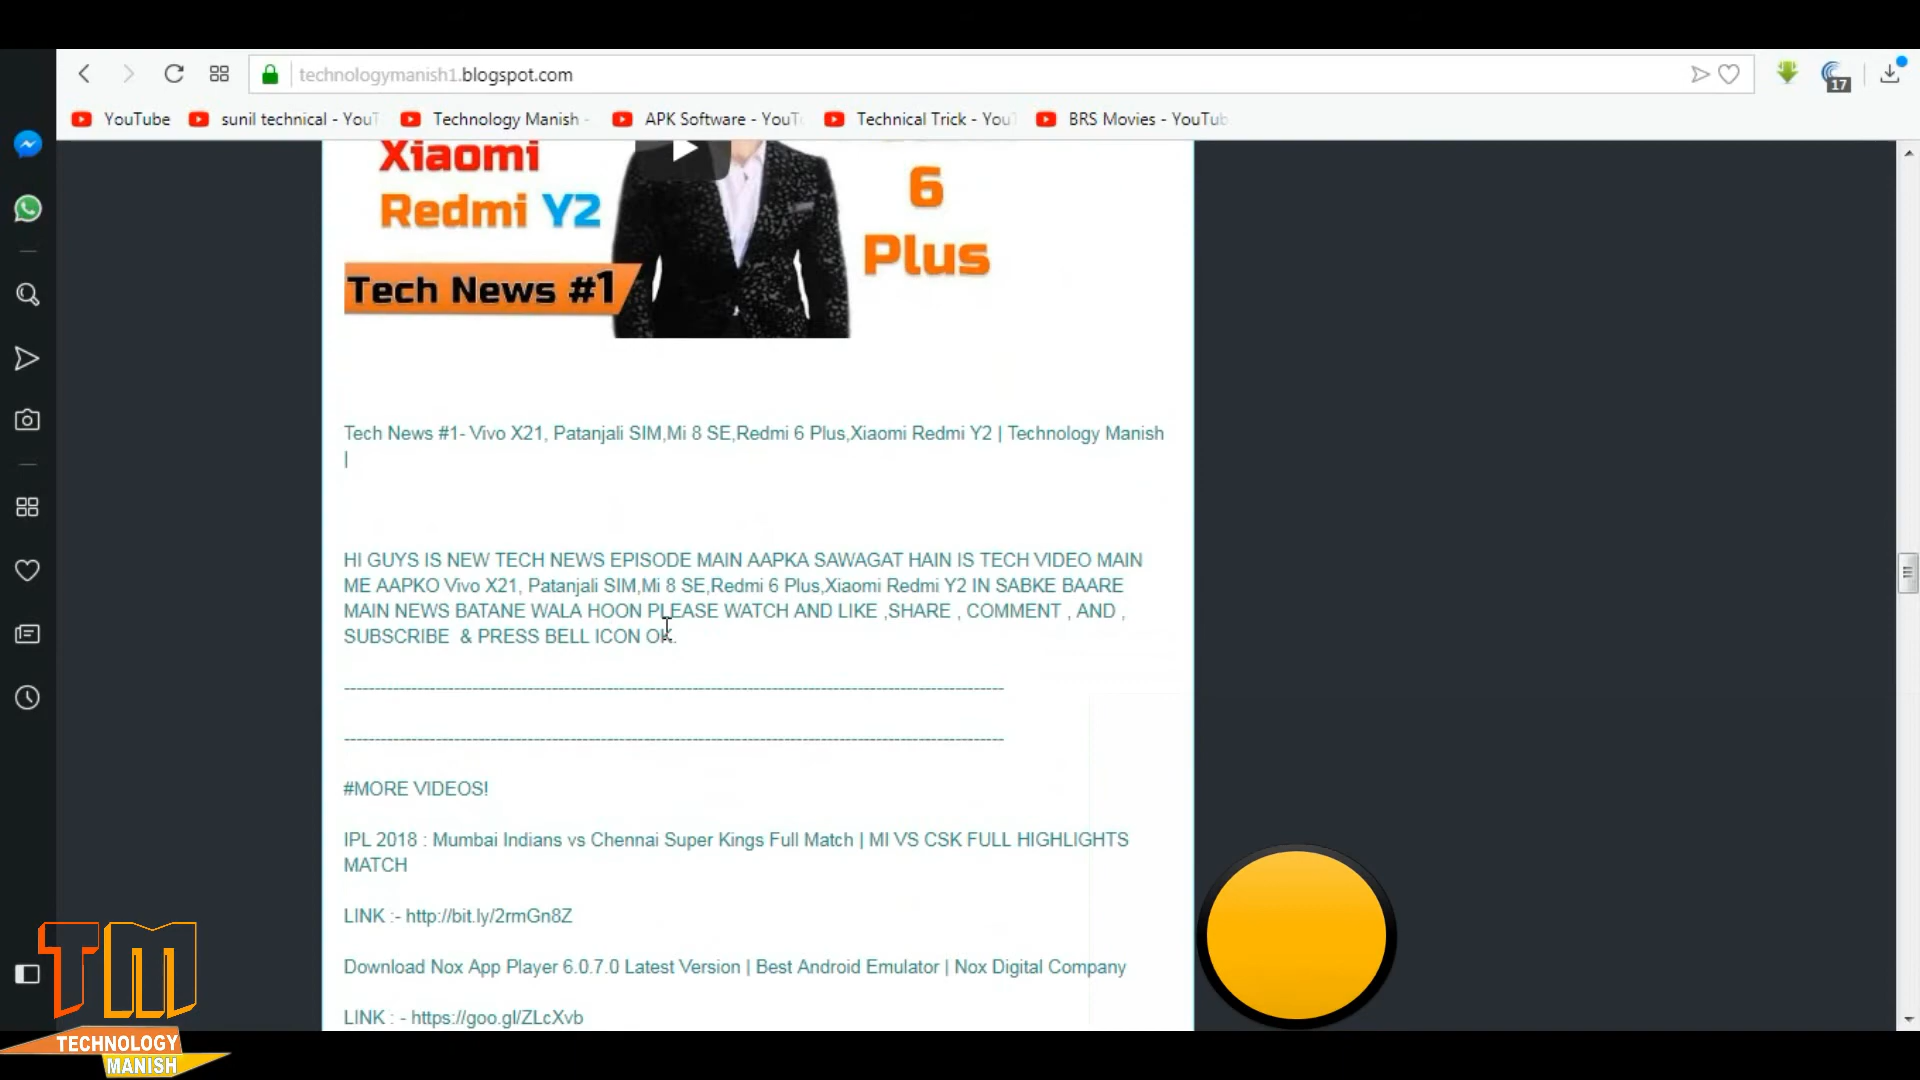 technologymanish1.blogspot.com
17
YouTube
sunil technical - YouT
Technology Manish -
APK Software - YouT
Technical Trick - You
BRS Movies - YouTub
Xiaomi
Redmi Y2
6
Plus
Tech News #1
Tech News #1- Vivo X21, Patanjali SIM,Mi 8 SE,Redmi 6 Plus,Xiaomi Redmi Y2 | Technology Manish
|
HI GUYS IS NEW TECH NEWS EPISODE MAIN AAPKA SAWAGAT HAIN IS TECH VIDEO MAIN
ME AAPKO Vivo X21, Patanjali SIM,Mi 8 SE,Redmi 6 Plus,Xiaomi Redmi Y2 IN SABKE BAARE
MAIN NEWS BATANE WALA HOON PLEASE WATCH AND LIKE ,SHARE , COMMENT , AND ,
SUBSCRIBE  & PRESS BELL ICON OK.
------------------------------------------------------------------------------------------------------------
------------------------------------------------------------------------------------------------------------
#MORE VIDEOS!
IPL 2018 : Mumbai Indians vs Chennai Super Kings Full Match | MI VS CSK FULL HIGHLIGHTS
MATCH
LINK :- http://bit.ly/2rmGn8Z
Download Nox App Player 6.0.7.0 Latest Version | Best Android Emulator | Nox Digital Company
LINK : - https://goo.gl/ZLcXvb
TM
TECHNOLOGY
MANISH